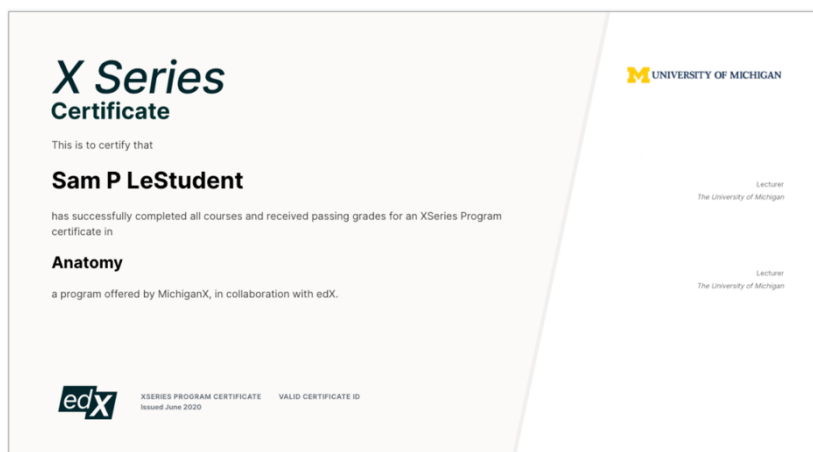 X Series
Certificate
This is to certify that
Sam P LeStudent
has successfully completed all courses and received passing grades for an XSeries Program
certificate in
Anatomy
a program offered by MichiganX, in collaboration with edX.
edX
XSERIES PROGRAM CERTIFICATE
Issued June 2020
VALID CERTIFICATE ID
M UNIVERSITY OF MICHIGAN
Lecturer
The University of Michigan
Lecturer
The University of Michigan